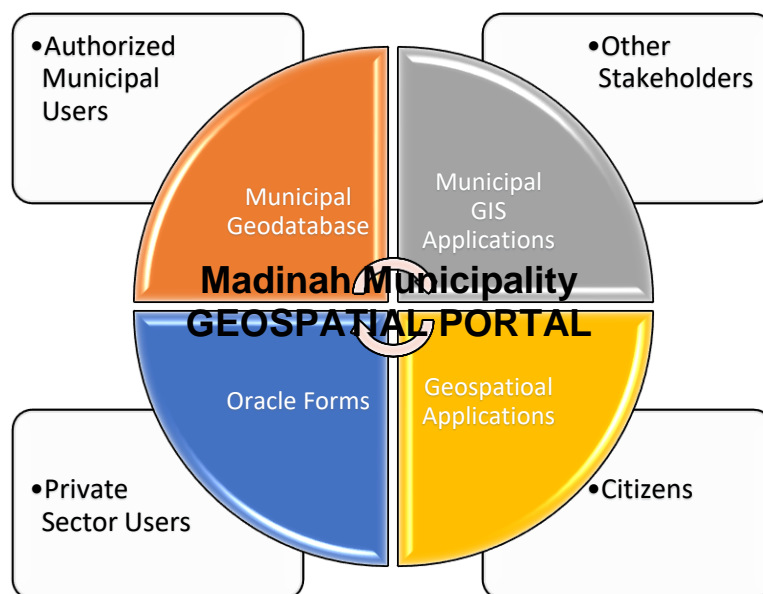 •Authorized
Municipal
Users
•Other
Stakeholders
Municipal
Geodatabase
Municipal
GIS
Applications
Madinah Municipality
GEOSPATIAL PORTAL
Oracle Forms
Geospatioal
Applications
•Private
Sector Users
•Citizens